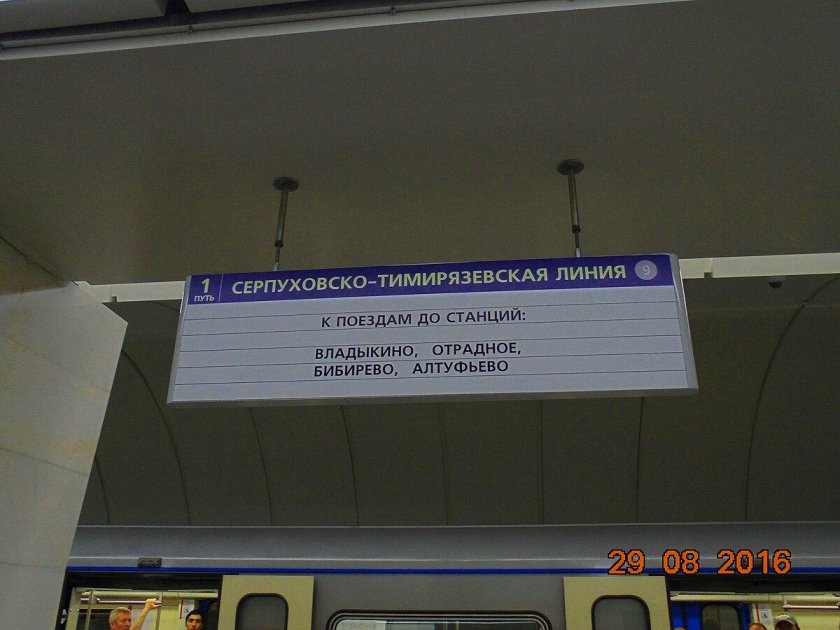 1 СЕРПУХОВСКО-ТИМИРЯЗЕВСКАЯ ЛИНИЯ 9
ПУТЬ
К ПОЕЗДАМ ДО СТАНЦИЙ:
ВЛАДЫКИНО, ОТРАДНОЕ,
БИБИРЕВО, АЛТУФЬЕВО
29 08 2016